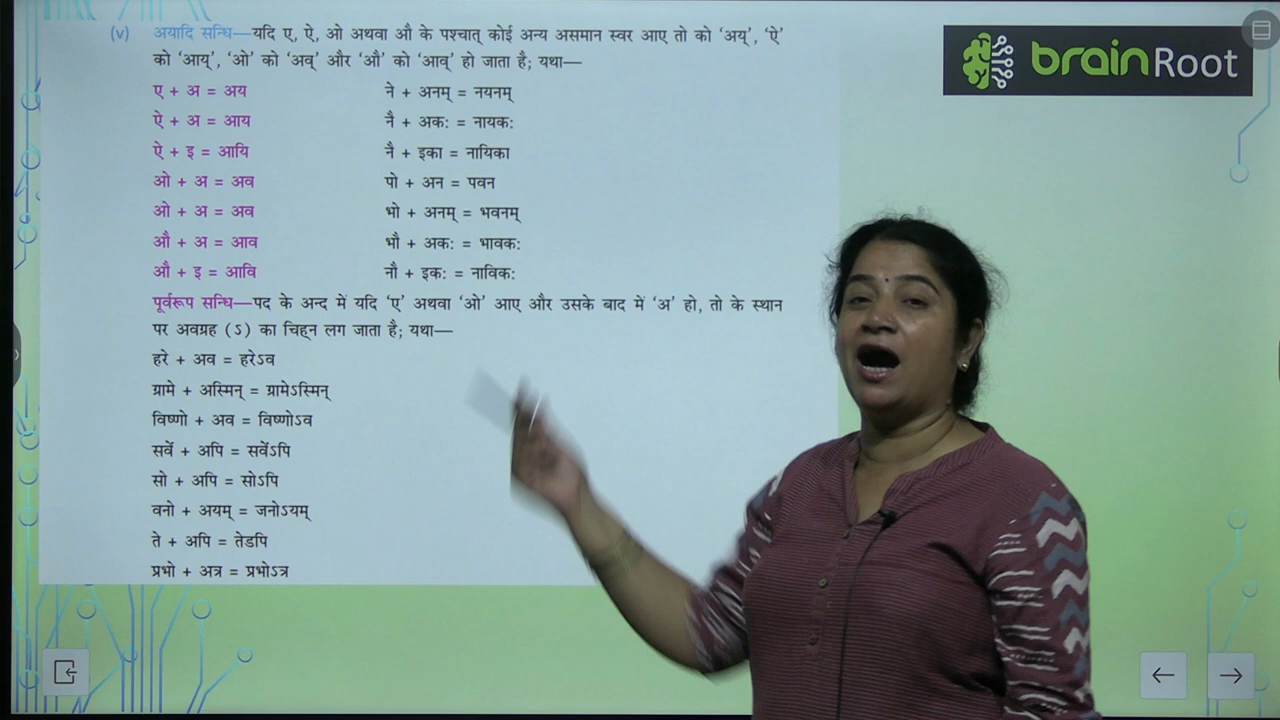 (v) अयादि सन्धि—यदि ए, ऐ, ओ अथवा औ के पश्चात् कोई अन्य असमान स्वर आए तो को ‘अय्’, ‘ऐ’
को ‘आय्’, ‘ओ’ को ‘अव्’ और ‘औ’ को ‘आव्’ हो जाता है; यथा—
ए + अ = अय ने + अनम् = नयनम्
ऐ + अ = आय नै + अक: = नायक:
ऐ + इ = आयि नै + इका = नायिका
ओ + अ = अव पो + अन = पवन
ओ + अ = अव भो + अनम् = भवनम्
औ + अ = आव भौ + अक: = भावक:
औ + इ = आवि नौ + इक: = नाविक:
पूर्वरूप सन्धि—पद के अन्द में यदि ‘ए’ अथवा ‘ओ’ आए और उसके बाद में ‘अ’ हो, तो के स्थान
पर अवग्रह (ऽ) का चिह्न लग जाता है; यथा—
हरे + अव = हरेऽव
ग्रामे + अस्मिन् = ग्रामेऽस्मिन्
विष्णो + अव = विष्णोऽव
सर्वे + अपि = सर्वेऽपि
सो + अपि = सोऽपि
वनो + अयम् = जनोऽयम्
ते + अपि = तेडपि
प्रभो + अत्र = प्रभोऽत्र
brainRoot